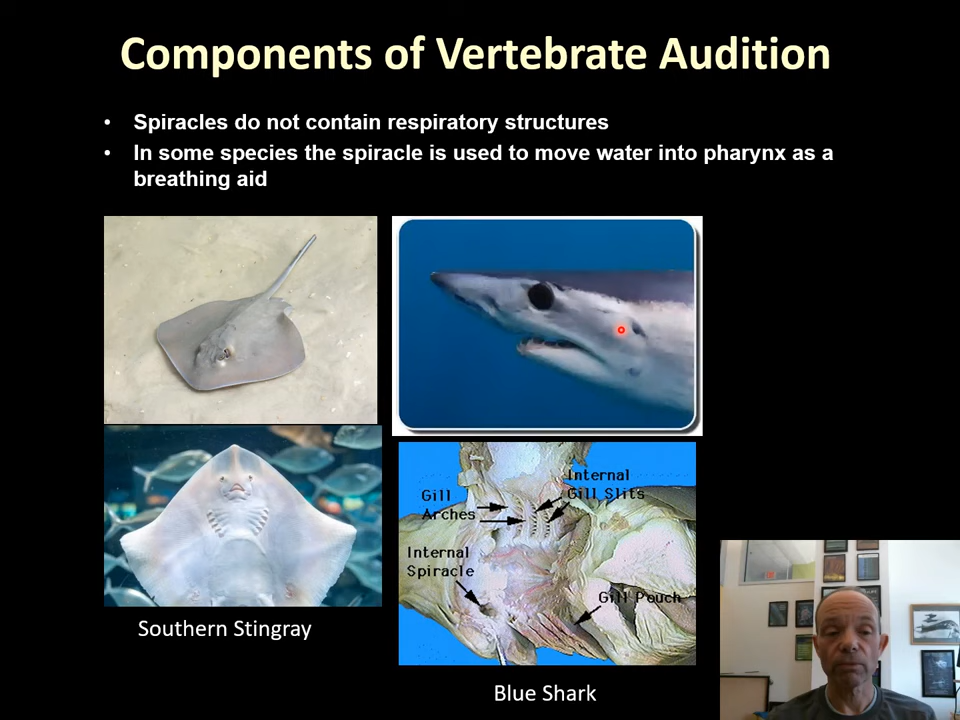 Components of Vertebrate Audition
• Spiracles do not contain respiratory structures
• In some species the spiracle is used to move water into pharynx as a
breathing aid
Internal
Gill Slits
Gill
Arches
Internal
Spiracle
Gill Pouch
Southern Stingray
Blue Shark